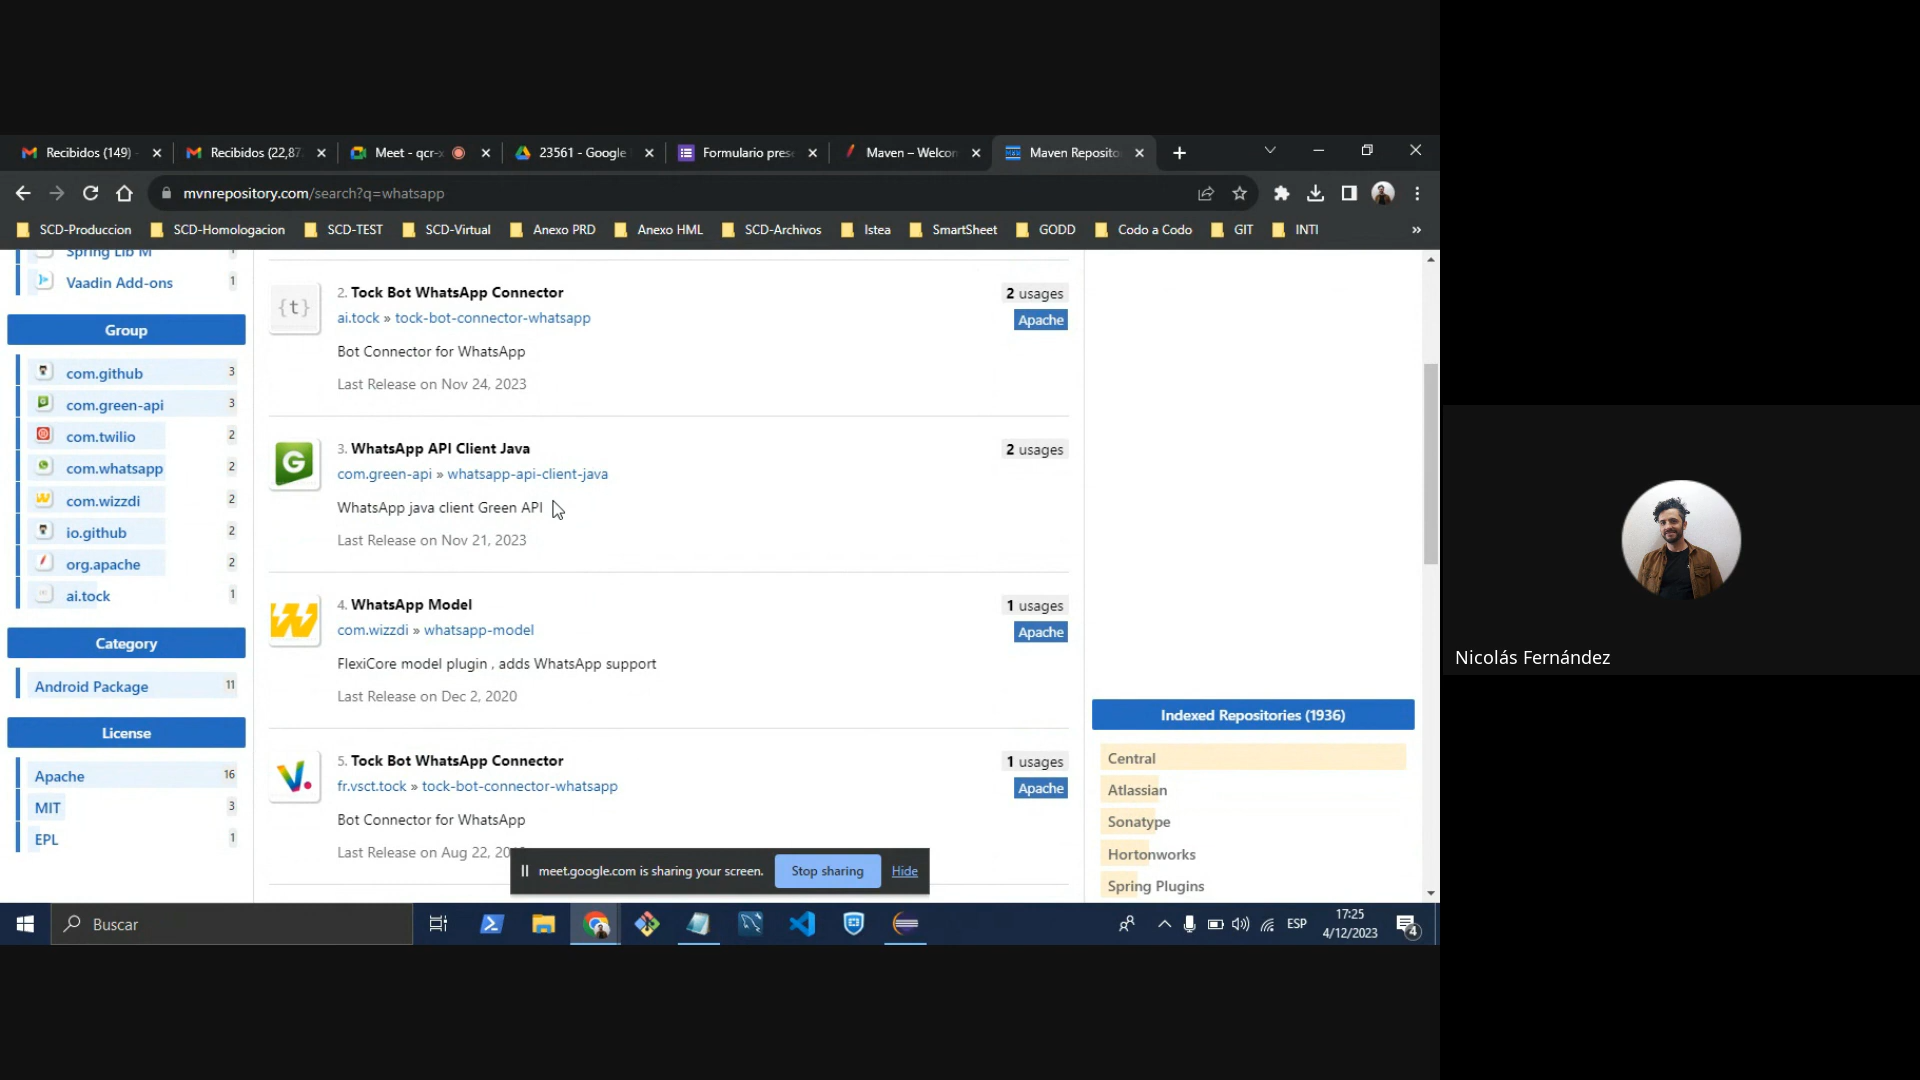 Recibidos (149)
Recibidos (22,87
Meet - qcr-x
23561 - Google
Formulario pres
Maven – Welcon
Maven Reposito
mvnrepository.com/search?q=whatsapp
SCD-Produccion
SCD-Homologacion
SCD-TEST
SCD-Virtual
Anexo PRD
Anexo HML
SCD-Archivos
Istea
SmartSheet
GODD
Codo a Codo
GIT
INTI
»
Spring Lib M
Vaadin Add-ons 1
Group
com.github 3
com.green-api 3
com.twilio 2
com.whatsapp 2
com.wizzdi 2
io.github 2
org.apache 2
ai.tock 1
Category
Android Package 11
License
Apache 16
MIT 3
EPL 1
{t}
2. Tock Bot WhatsApp Connector
2 usages
ai.tock » tock-bot-connector-whatsapp
Apache
Bot Connector for WhatsApp
Last Release on Nov 24, 2023
G
3. WhatsApp API Client Java
2 usages
com.green-api » whatsapp-api-client-java
WhatsApp java client Green API
Last Release on Nov 21, 2023
4. WhatsApp Model
1 usages
com.wizzdi » whatsapp-model
Apache
FlexiCore model plugin , adds WhatsApp support
Last Release on Dec 2, 2020
V.
5. Tock Bot WhatsApp Connector
1 usages
fr.vsct.tock » tock-bot-connector-whatsapp
Apache
Bot Connector for WhatsApp
Last Release on Aug 22,
Indexed Repositories (1936)
Central
Atlassian
Sonatype
Hortonworks
Spring Plugins
meet.google.com is sharing your screen.
Stop sharing
Hide
Buscar
ESP
17:25
4/12/2023
4
Nicolás Fernández